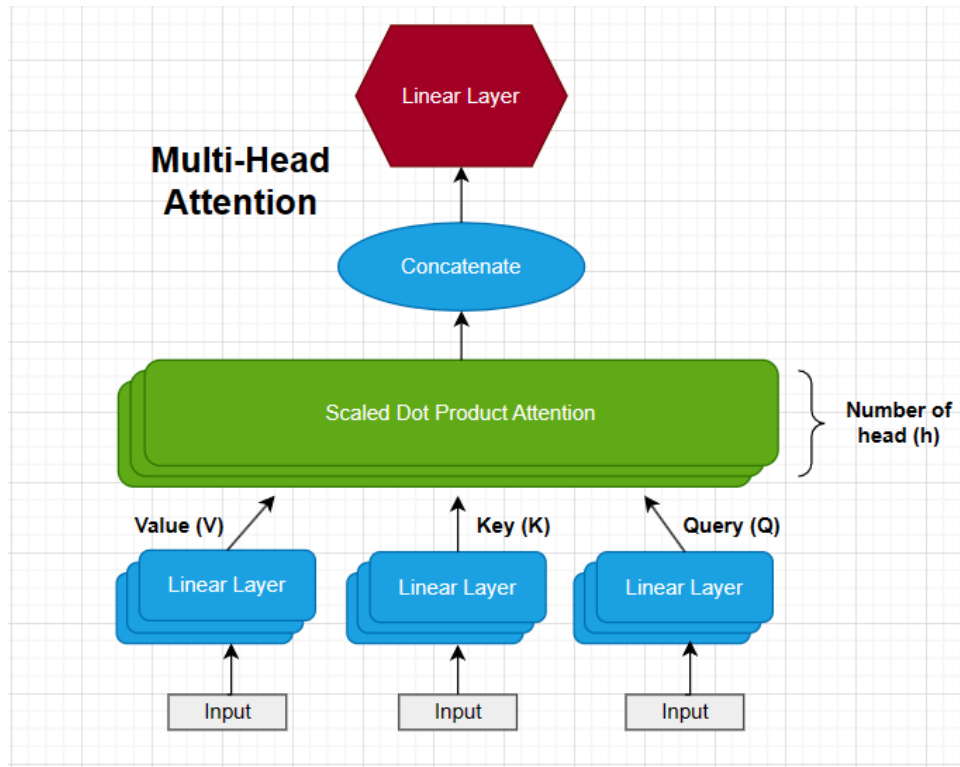 Linear Layer
Multi-Head
Attention
Concatenate
Scaled Dot Product Attention
Number of
head (h)
Value (V)
Key (K)
Query (Q)
Linear Layer
Linear Layer
Linear Layer
Input
Input
Input